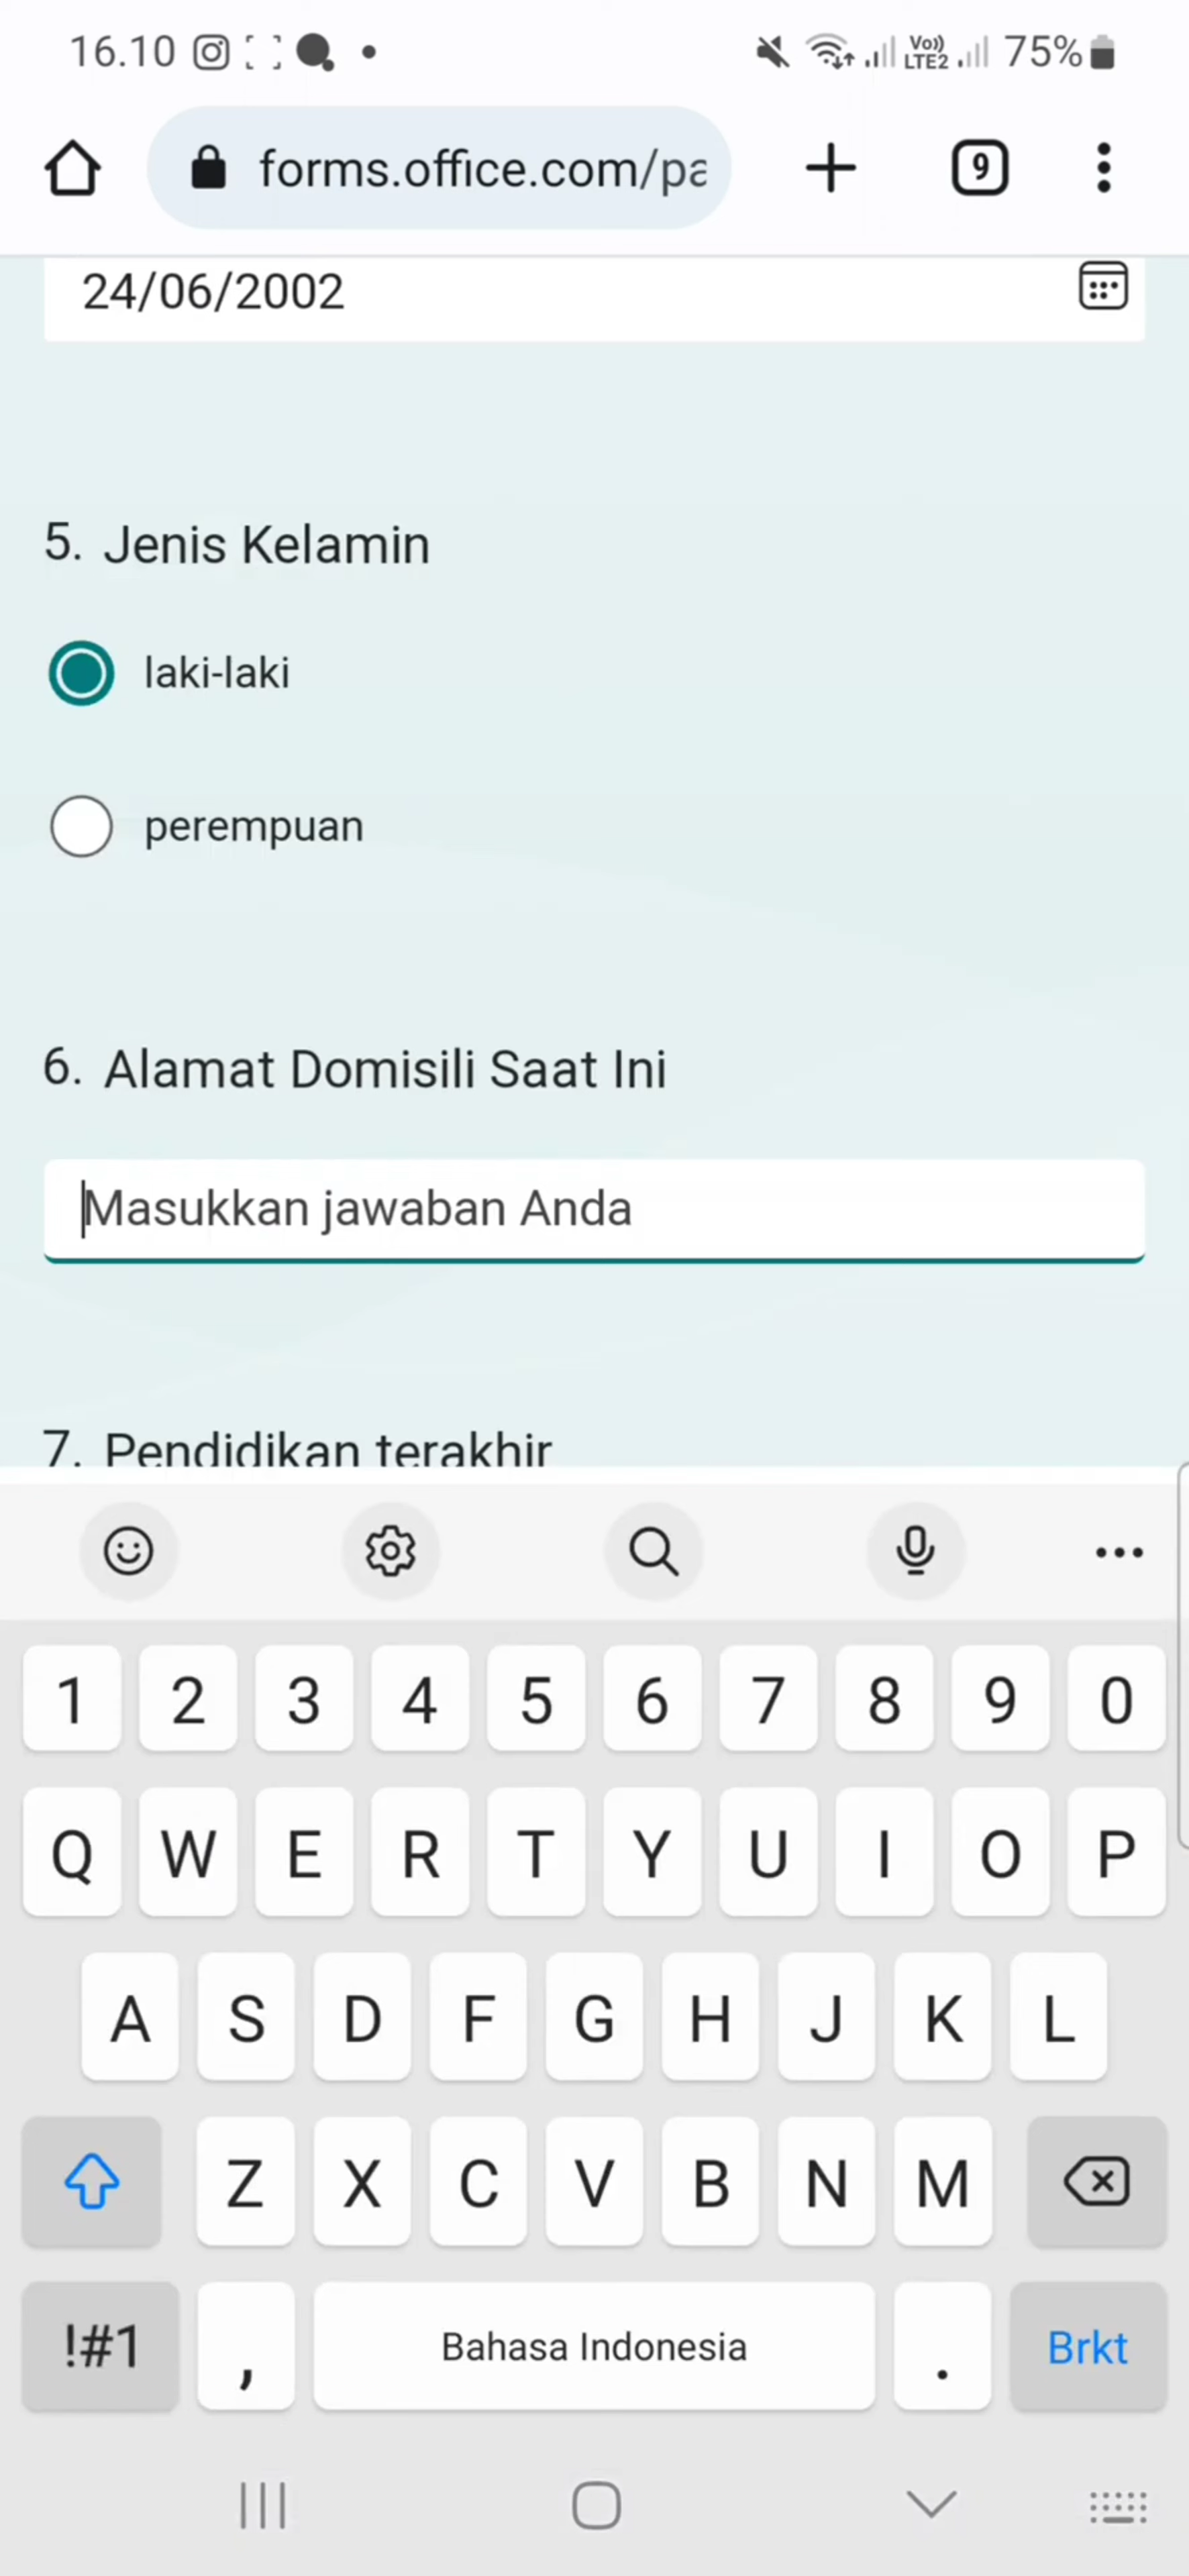 16.10
Vo))
LTE2
75%
forms.office.com/pa
9
24/06/2002
5. Jenis Kelamin
laki-laki
perempuan
6. Alamat Domisili Saat Ini
Masukkan jawaban Anda
7. Pendidikan terakhir
1 2 3 4 5 6 7 8 9 0
Q W E R T Y U I O P
A S D F G H J K L
Z X C V B N M
!#1 , Bahasa Indonesia . Brkt